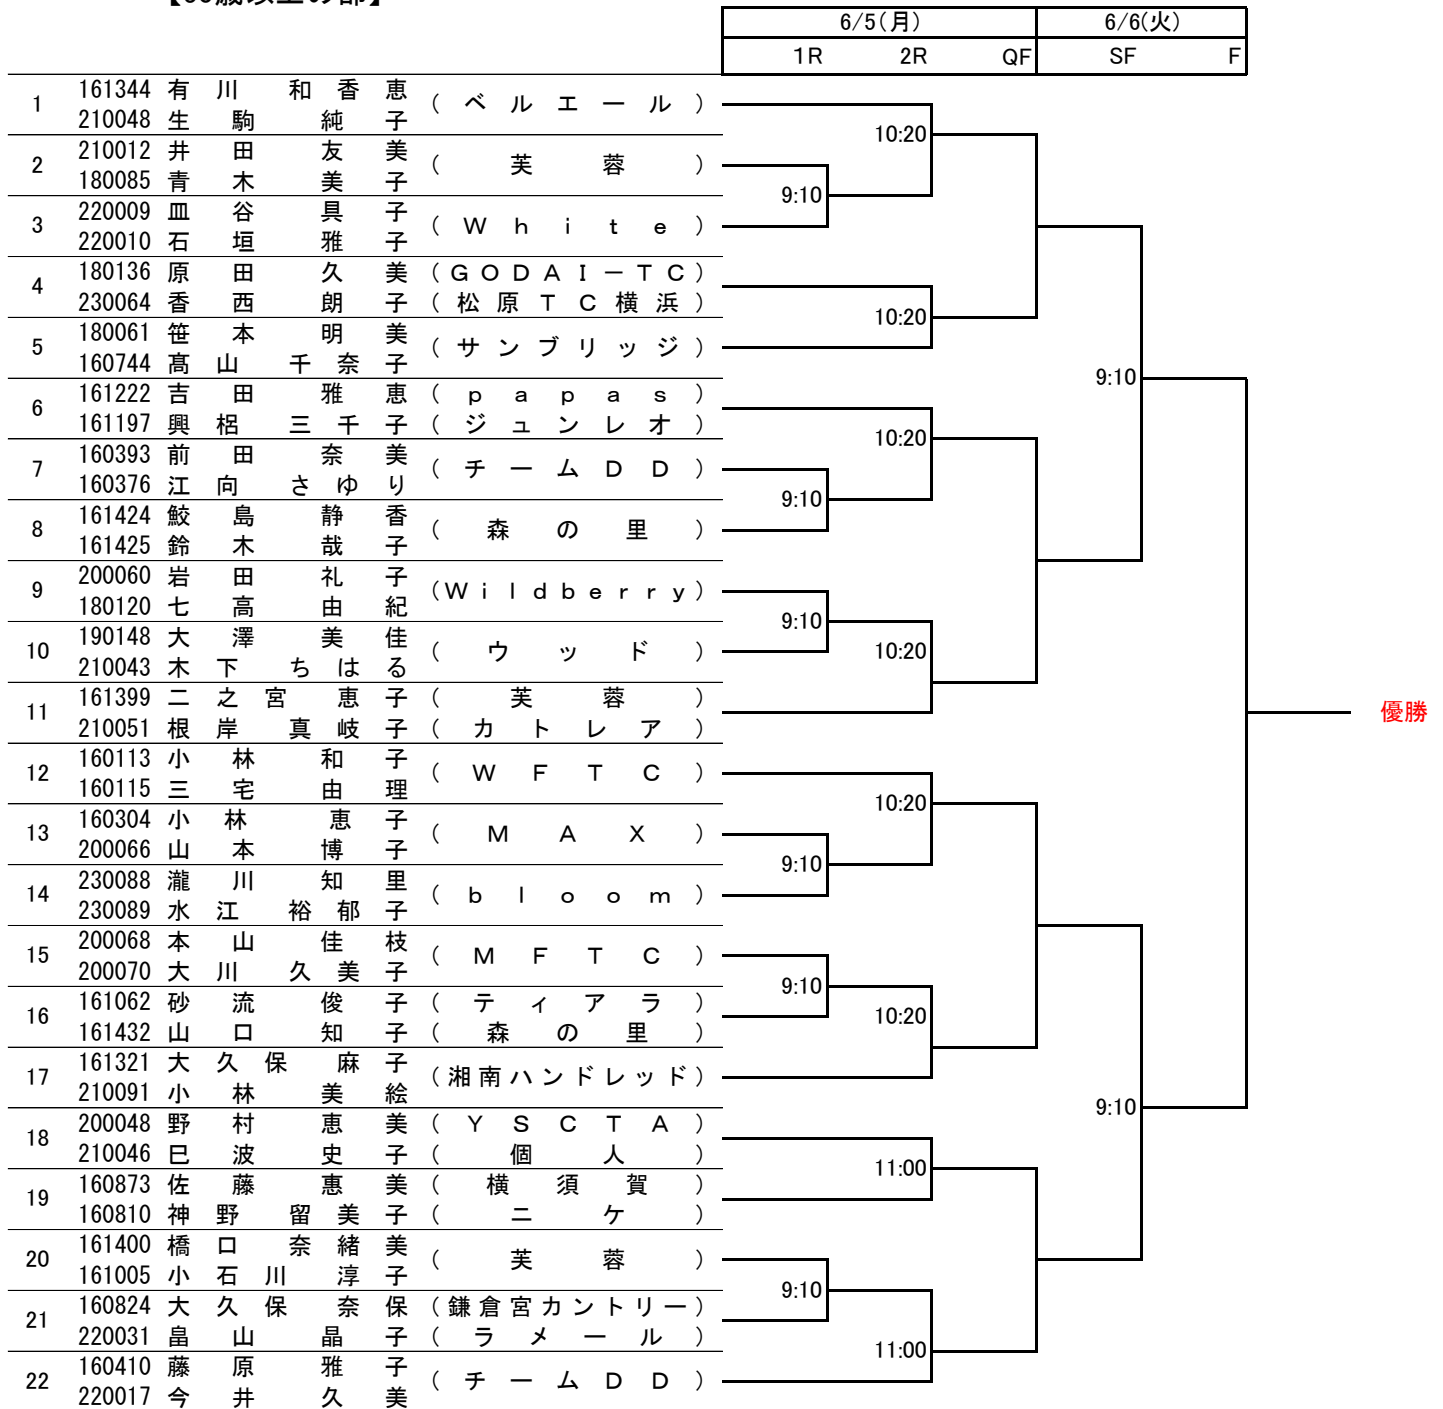 6/5(月) 6/6(火)
1R 2R QF SF F
1 161344 有川 和香恵 (ベルエール)
210048 生駒 純子
10:20
2 210012 井田 友美 (芙蓉)
180085 青木 美子
9:10
3 220009 皿谷 具子 (White)
220010 石垣 雅子
4 180136 原田 久美 (GODAI-TC)
230064 香西 朗子 (松原TC横浜)
10:20
5 180061 笹本 明美 (サンブリッジ)
160744 髙山 千奈子
9:10
6 161222 吉田 雅恵 (papas)
161197 興梠 三千子 (ジュンレオ)
10:20
7 160393 前田 奈美 (チームDD)
160376 江向 さゆり
9:10
8 161424 鮫島 静香 (森の里)
161425 鈴木 哉子
9 200060 岩田 礼子 (Wildberry)
180120 七高 由紀
9:10
10 190148 大澤 美佳 (ウッド)
210043 木下 ちはる
10:20
11 161399 二之宮 恵子 (芙蓉)
210051 根岸 真岐子 (カトレア)
優勝
12 160113 小林 和子 (WFTC)
160115 三宅 由理
10:20
13 160304 小林 恵子 (MAX)
200066 山本 博子
9:10
14 230088 瀧川 知里 (bloom)
230089 水江 裕郁子
15 200068 本山 佳枝 (MFTC)
200070 大川 久美子
9:10
16 161062 砂流 俊子 (ティアラ)
161432 山口 知子 (森の里)
10:20
17 161321 大久保 麻子 (湘南ハンドレッド)
210091 小林 美絵
9:10
18 200048 野村 恵美 (YSCTA)
210046 巳波 史子 (個人)
11:00
19 160873 佐藤 惠美 (横須賀)
160810 神野 留美子 (ニケ)
20 161400 橋口 奈緒美 (芙蓉)
161005 小石川 淳子
9:10
21 160824 大久保 奈保 (鎌倉宮カントリー)
220031 畠山 晶子 (ラメール)
11:00
22 160410 藤原 雅子 (チームDD)
220017 今井 久美